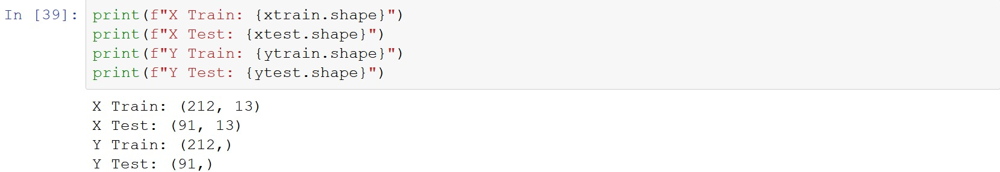 In [39]: print(f"X Train: {xtrain.shape}")
print(f"X Test: {xtest.shape}")
print(f"Y Train: {ytrain.shape}")
print(f"Y Test: {ytest.shape}")
X Train: (212, 13)
X Test: (91, 13)
Y Train: (212,)
Y Test: (91,)